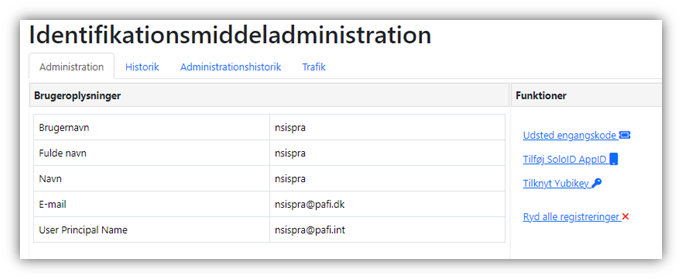 Identifikationsmiddeladministration
Administration Historik Administrationshistorik Trafik
Brugeroplysninger
Brugernavn nsispra
Fulde navn nsispra
Navn nsispra
E-mail nsispra@pafi.dk
User Principal Name nsispra@pafi.int
Funktioner
Udsted engangskode
Tilføj SoloID AppID
Tilknyt Yubikey
Ryd alle registreringer